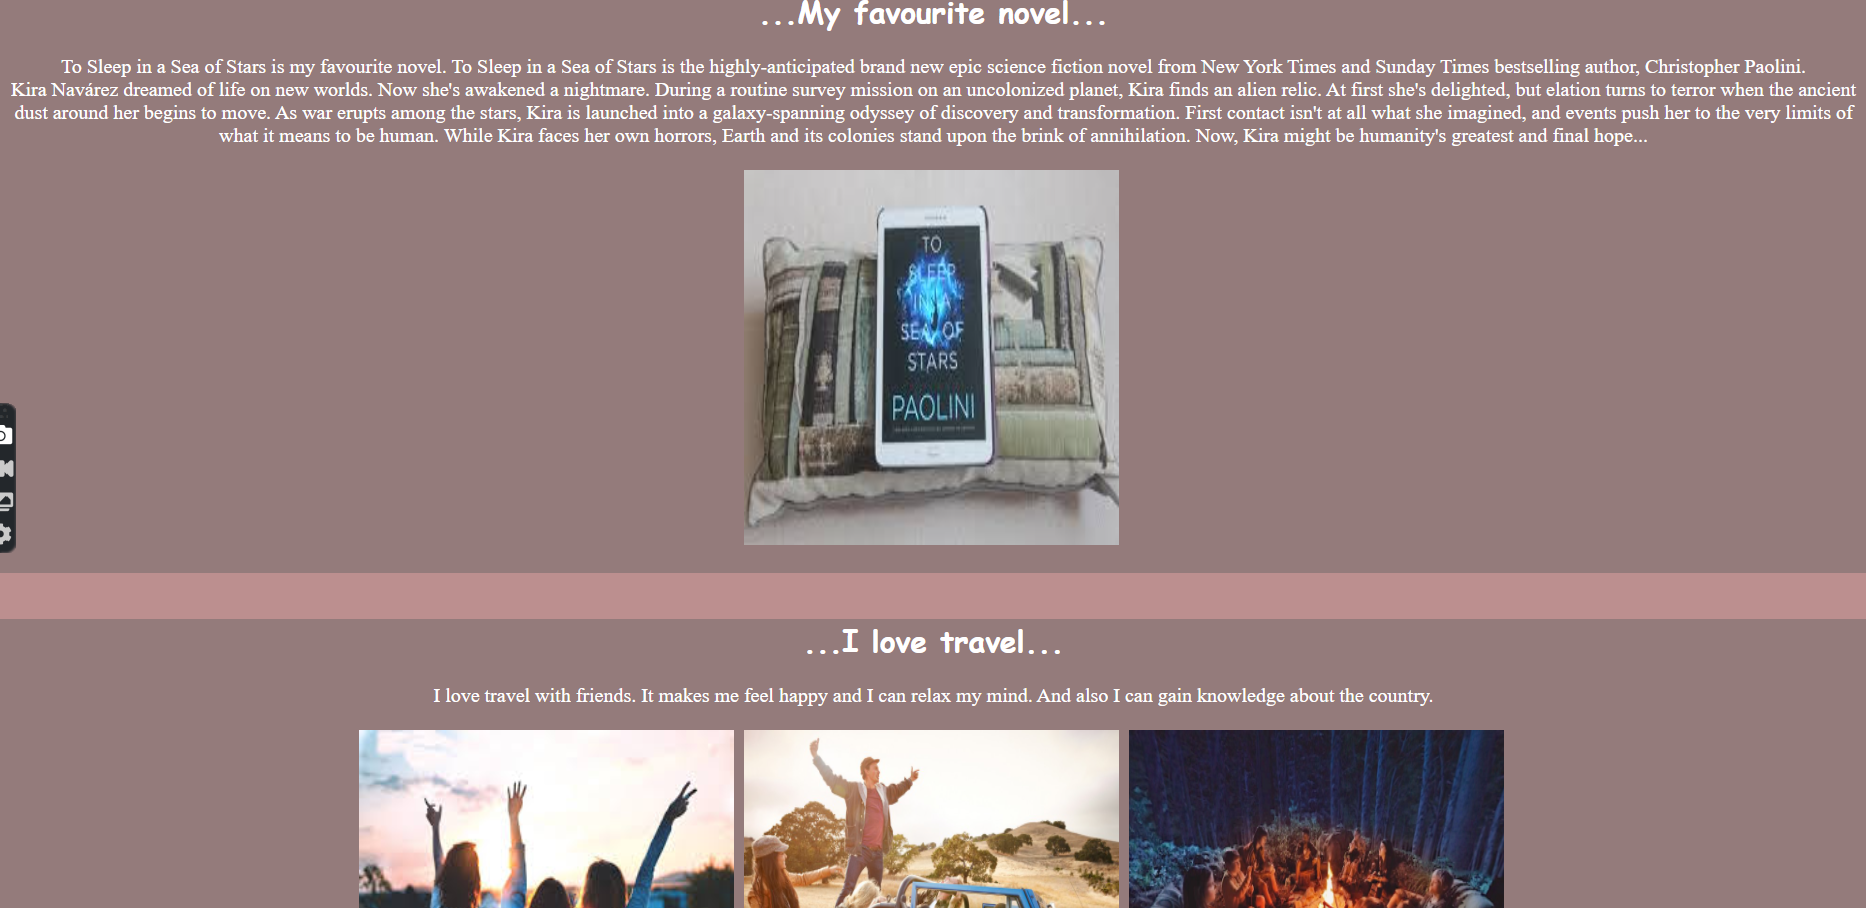 ...My favourite novel...
To Sleep in a Sea of Stars is my favourite novel. To Sleep in a Sea of Stars is the highly-anticipated brand new epic science fiction novel from New York Times and Sunday Times bestselling author, Christopher Paolini.
Kira Navárez dreamed of life on new worlds. Now she's awakened a nightmare. During a routine survey mission on an uncolonized planet, Kira finds an alien relic. At first she's delighted, but elation turns to terror when the ancient
dust around her begins to move. As war erupts among the stars, Kira is launched into a galaxy-spanning odyssey of discovery and transformation. First contact isn't at all what she imagined, and events push her to the very limits of
what it means to be human. While Kira faces her own horrors, Earth and its colonies stand upon the brink of annihilation. Now, Kira might be humanity's greatest and final hope...
TO
SLEEP
IN A
SEA OF
STARS
PAOLINI
...I love travel...
I love travel with friends. It makes me feel happy and I can relax my mind. And also I can gain knowledge about the country.